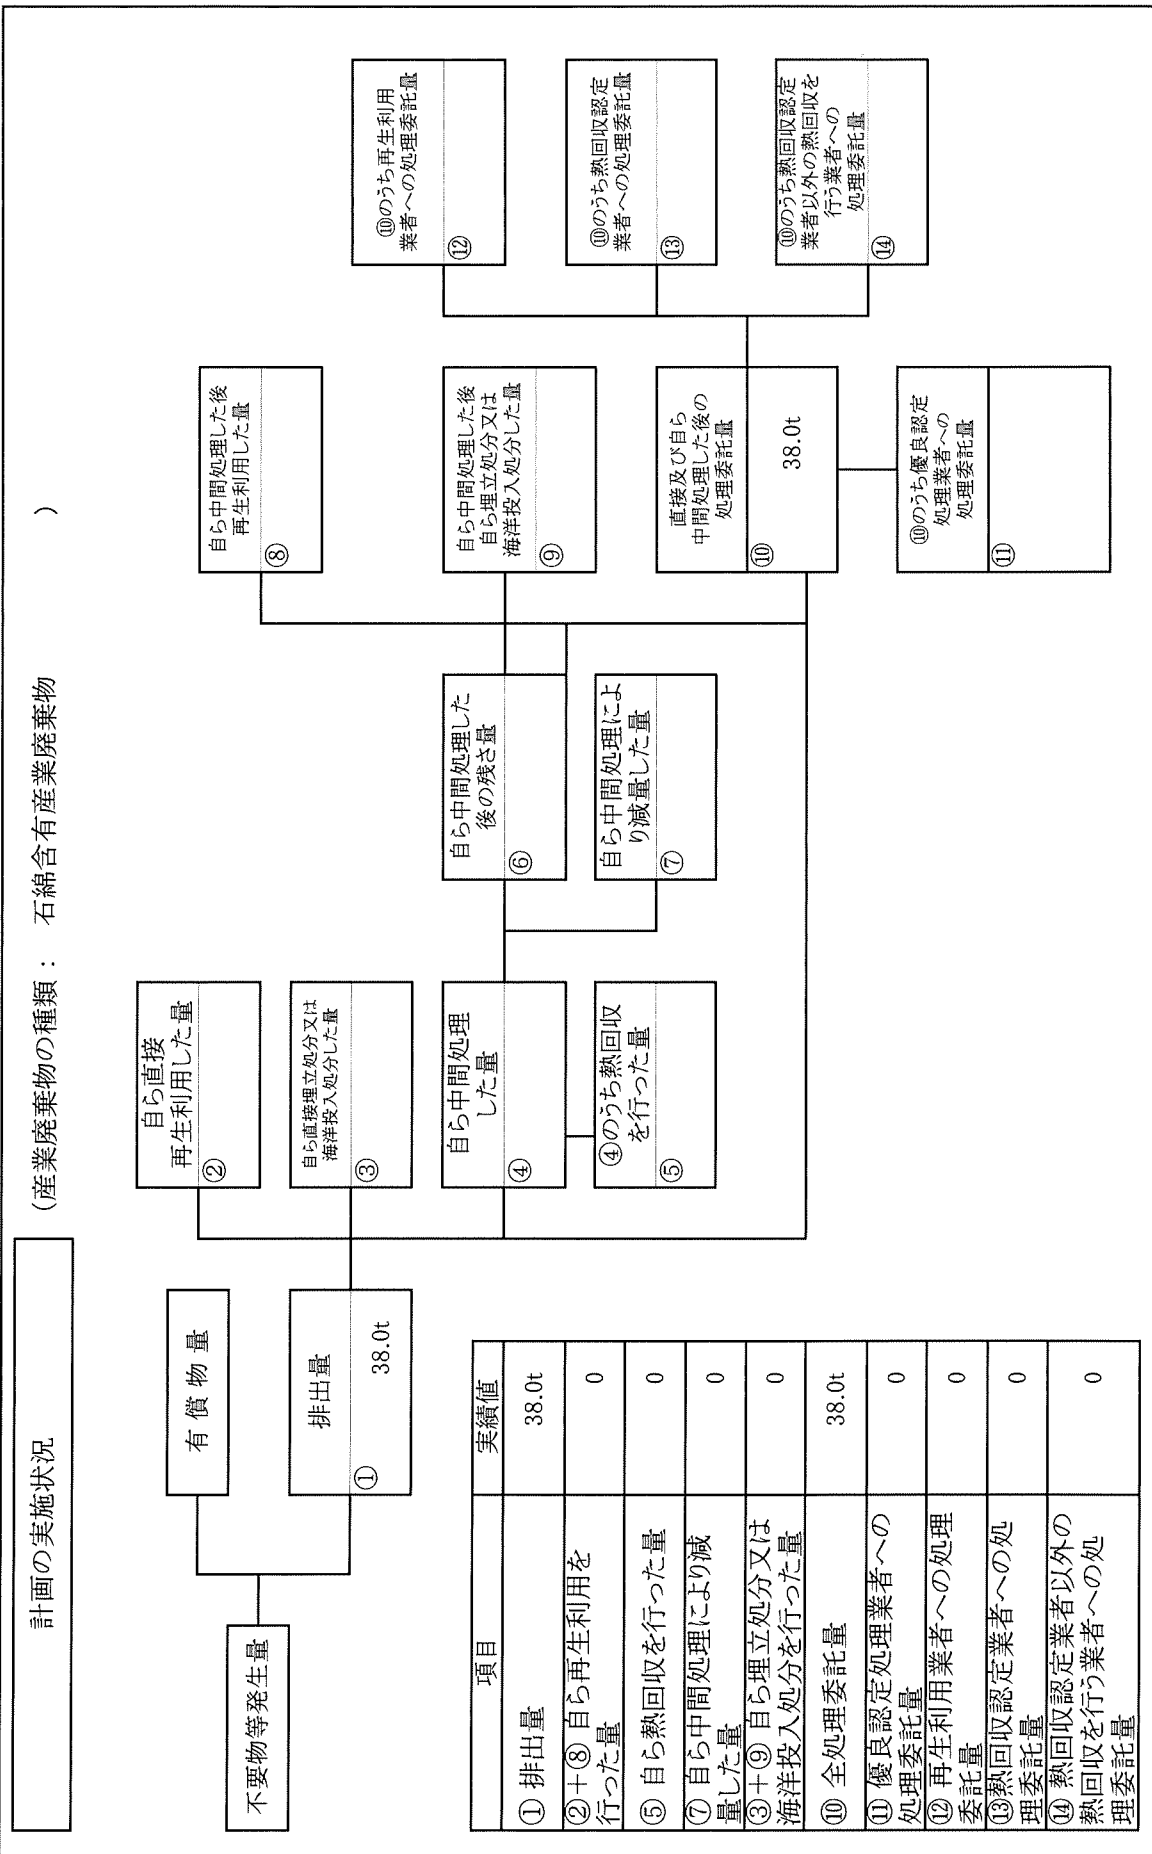 計画の実施状況
(産業廃棄物の種類： 石綿含有産業廃棄物 )
不要物等発生量
有償物量
排出量
① 38.0t
自ら直接
再生利用した量
②
自ら直接埋立処分又は
海洋投入処分した量
③
自ら中間処理
した量
④
④のうち熱回収
を行った量
⑤
自ら中間処理した
後の残さ量
⑥
自ら中間処理によ
り減量した量
⑦
自ら中間処理した後
再生利用した量
⑧
自ら中間処理した後
自ら埋立処分又は
海洋投入処分した量
⑨
直接及び自ら
中間処理した後の
処理委託量
⑩ 38.0t
⑩のうち優良認定
処理業者への
処理委託量
⑪
⑩のうち再生利用
業者への処理委託量
⑫
⑩のうち熱回収認定
業者への処理委託量
⑬
⑩のうち熱回収認定
業者以外の熱回収を
行う業者への
処理委託量
⑭
項目 実績値
① 排出量 38.0t
②＋⑧ 自ら再生利用を
行った量 0
⑤ 自ら熱回収を行った量 0
⑦ 自ら中間処理により減
量した量 0
③＋⑨ 自ら埋立処分又は
海洋投入処分を行った量 0
⑩ 全処理委託量 38.0t
⑪ 優良認定処理業者への
処理委託量 0
⑫ 再生利用業者への処理
委託量 0
⑬熱回収認定業者への処
理委託量 0
⑭ 熱回収認定業者以外の
熱回収を行う業者への処
理委託量 0